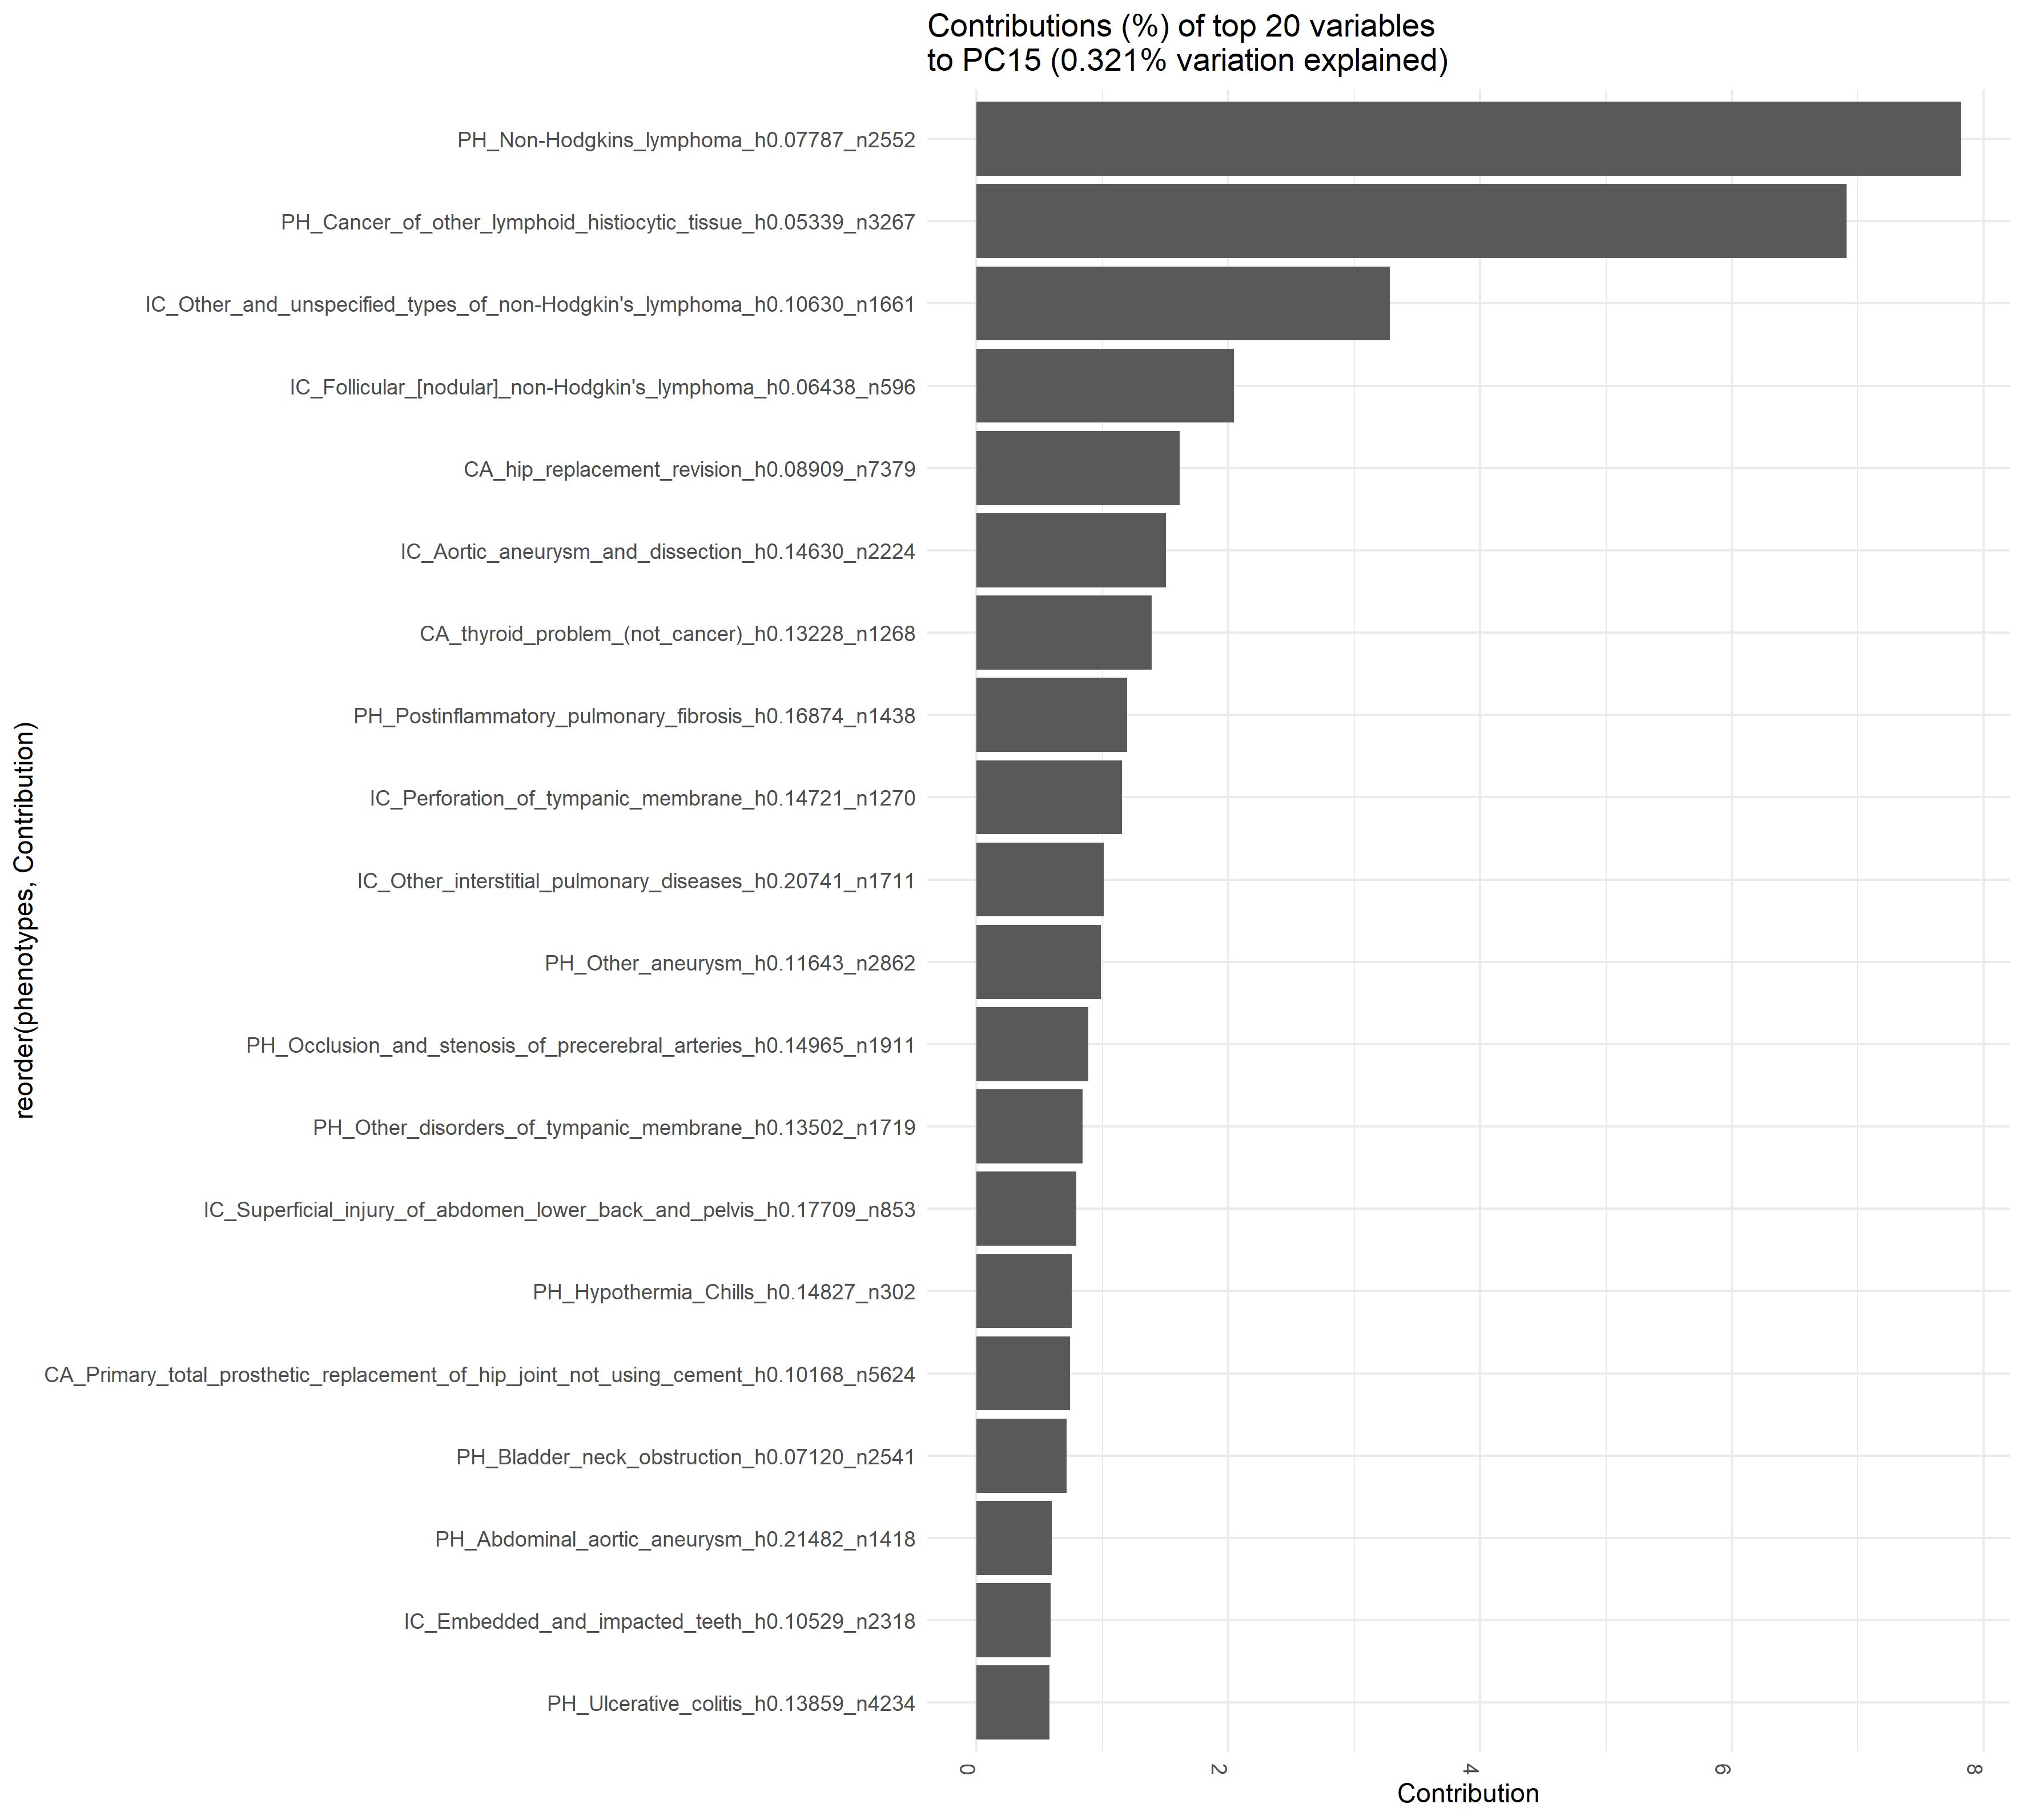 Contributions (%) of top 20 variables
to PC15 (0.321% variation explained)
PH_Non-Hodgkins_lymphoma_h0.07787_n2552
PH_Cancer_of_other_lymphoid_histiocytic_tissue_h0.05339_n3267
IC_Other_and_unspecified_types_of_non-Hodgkin's_lymphoma_h0.10630_n1661
IC_Follicular_[nodular]_non-Hodgkin's_lymphoma_h0.06438_n596
CA_hip_replacement_revision_h0.08909_n7379
IC_Aortic_aneurysm_and_dissection_h0.14630_n2224
CA_thyroid_problem_(not_cancer)_h0.13228_n1268
PH_Postinflammatory_pulmonary_fibrosis_h0.16874_n1438
IC_Perforation_of_tympanic_membrane_h0.14721_n1270
IC_Other_interstitial_pulmonary_diseases_h0.20741_n1711
PH_Other_aneurysm_h0.11643_n2862
PH_Occlusion_and_stenosis_of_precerebral_arteries_h0.14965_n1911
PH_Other_disorders_of_tympanic_membrane_h0.13502_n1719
IC_Superficial_injury_of_abdomen_lower_back_and_pelvis_h0.17709_n853
PH_Hypothermia_Chills_h0.14827_n302
CA_Primary_total_prosthetic_replacement_of_hip_joint_not_using_cement_h0.10168_n5624
PH_Bladder_neck_obstruction_h0.07120_n2541
PH_Abdominal_aortic_aneurysm_h0.21482_n1418
IC_Embedded_and_impacted_teeth_h0.10529_n2318
PH_Ulcerative_colitis_h0.13859_n4234
reorder(phenotypes, Contribution)
0 2 4 6 8
Contribution